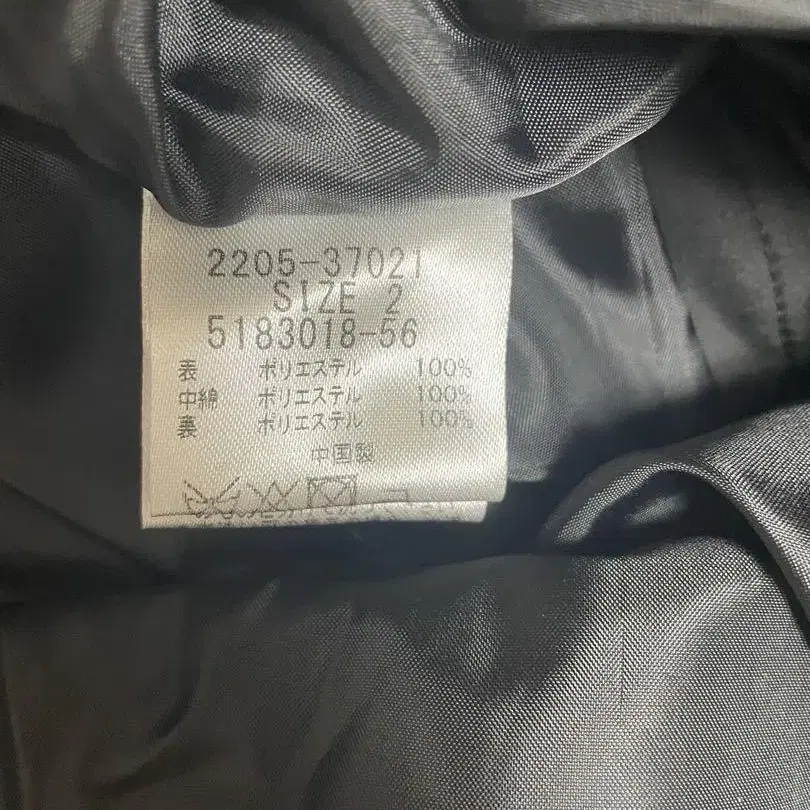 2205-37021
SIZE 2
5183018-56
表 ポリエステル 100%
中綿 ポリエステル 100%
裏 ポリエステル 100%
中国製